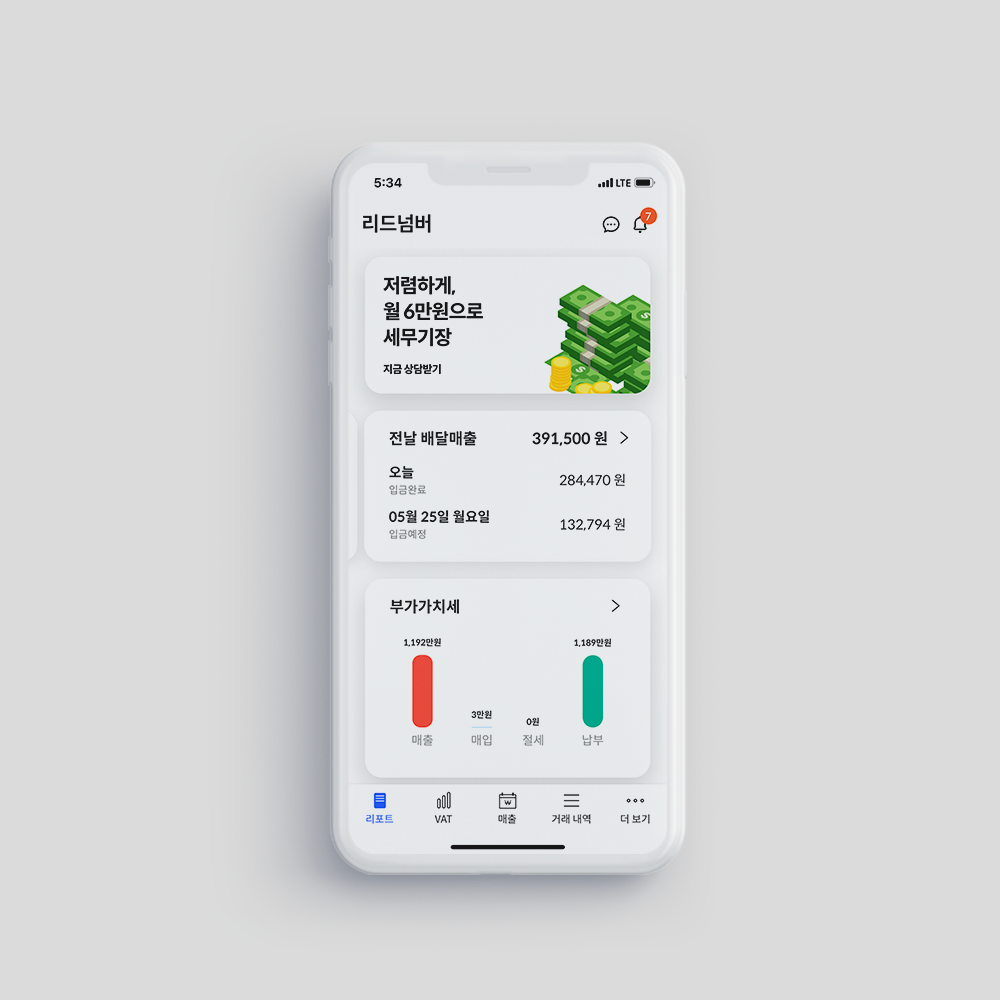 5:34
LTE
리드넘버
7
저렴하게,
월 6만원으로
세무기장
지금 상담받기
전날 배달매출 391,500 원
오늘 284,470 원
입금완료
05월 25일 월요일 132,794 원
입금예정
부가가치세
1,192만원 3만원 0원 1,189만원
매출 매입 절세 납부
리포트 VAT 매출 거래 내역 더 보기